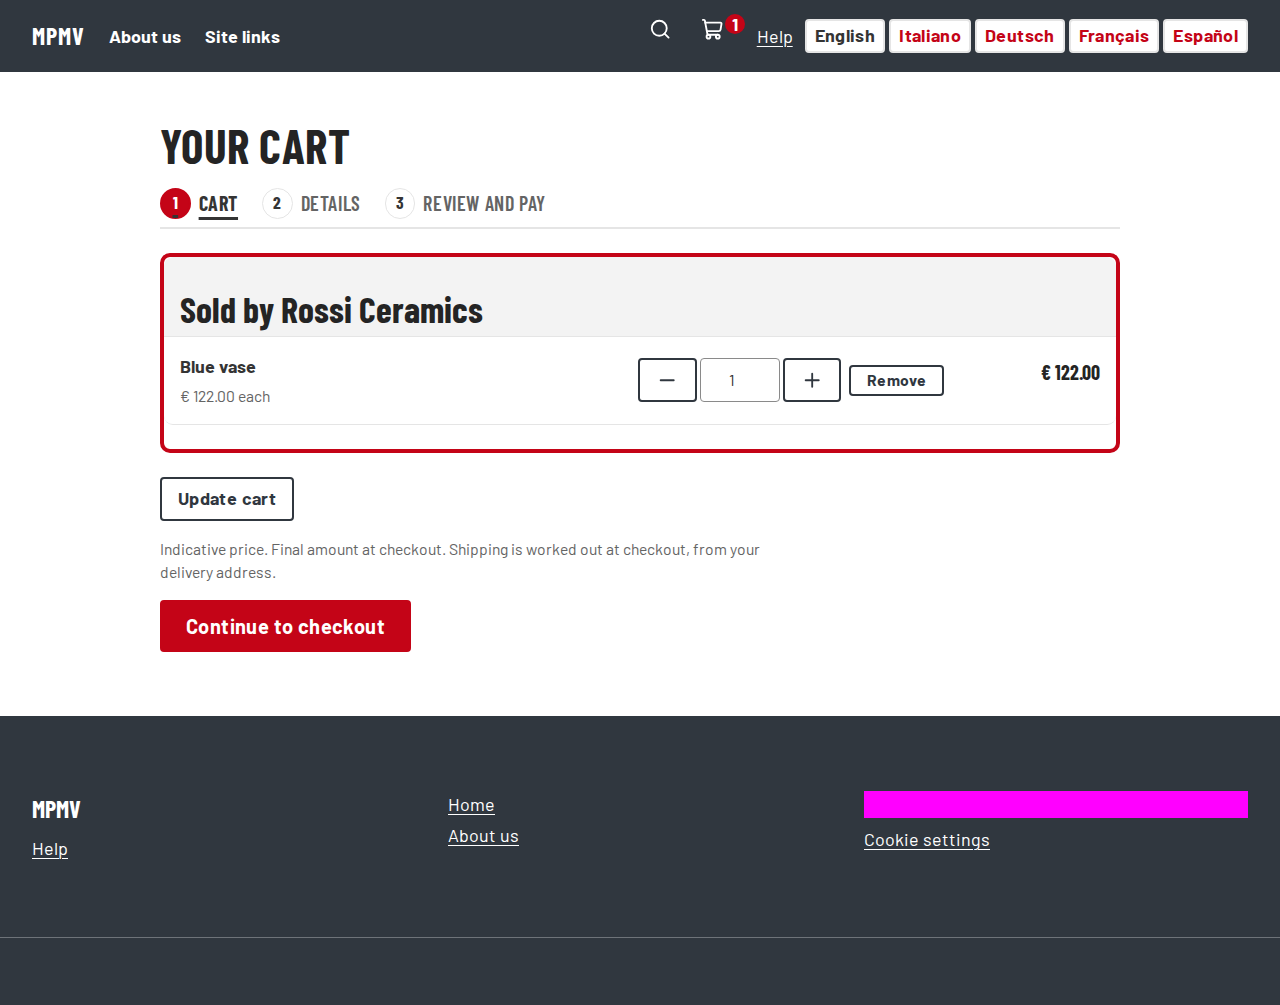 MPMV About us Site links 1 Help English Italiano Deutsch Français Español
YOUR CART
1 CART 2 DETAILS 3 REVIEW AND PAY
Sold by Rossi Ceramics
Blue vase
1
Remove
€ 122.00
€ 122.00 each
Update cart
Indicative price. Final amount at checkout. Shipping is worked out at checkout, from your
delivery address.
Continue to checkout
MPMV
Help
Home
About us
Cookie settings